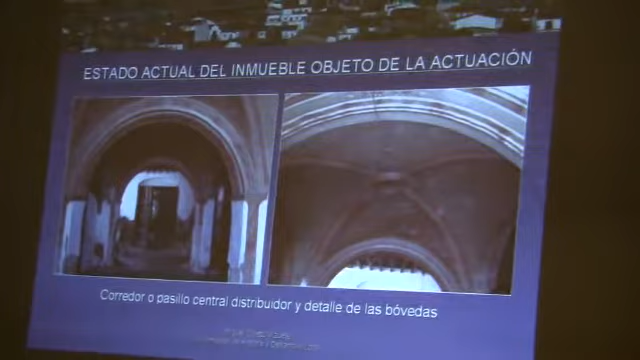 ESTADO ACTUAL DEL INMUEBLE OBJETO DE LA ACTUACIÓN
Corredor o pasillo central distribuidor y detalle de las bóvedas